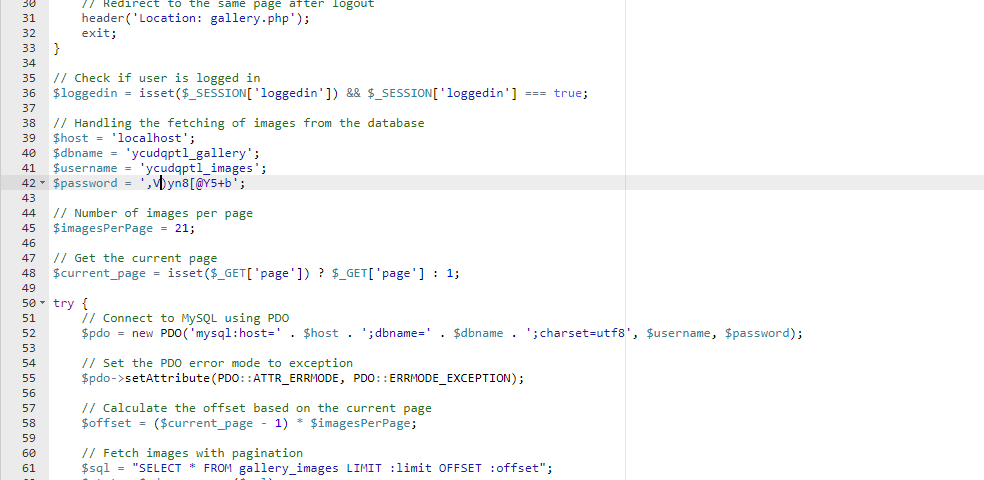 30 // Redirect to the same page after logout
31 header('Location: gallery.php');
32 exit;
33 }
34
35 // Check if user is logged in
36 $loggedin = isset($_SESSION['loggedin']) && $_SESSION['loggedin'] === true;
37
38 // Handling the fetching of images from the database
39 $host = 'localhost';
40 $dbname = 'ycudqptl_gallery';
41 $username = 'ycudqptl_images';
42 $password = ',V)yn8[@Y5+b';
43
44 // Number of images per page
45 $imagesPerPage = 21;
46
47 // Get the current page
48 $current_page = isset($_GET['page']) ? $_GET['page'] : 1;
49
50 try {
51 // Connect to MySQL using PDO
52 $pdo = new PDO('mysql:host=' . $host . ';dbname=' . $dbname . ';charset=utf8', $username, $password);
53
54 // Set the PDO error mode to exception
55 $pdo->setAttribute(PDO::ATTR_ERRMODE, PDO::ERRMODE_EXCEPTION);
56
57 // Calculate the offset based on the current page
58 $offset = ($current_page - 1) * $imagesPerPage;
59
60 // Fetch images with pagination
61 $sql = "SELECT * FROM gallery_images LIMIT :limit OFFSET :offset";